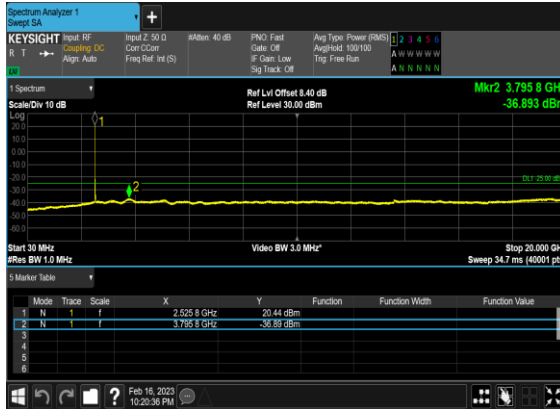 Spectrum Analyzer 1
Swept SA
+
KEYSIGHT Input: RF Input Z: 50 Ω #Atten: 40 dB PNO: Fast Avg Type: Power (RMS) 1 2 3 4 5 6
R T Coupling: DC Corr CCorr Gate: Off Avg|Hold: 100/100 A W W W W W
Align: Auto Freq Ref: Int (S) IF Gain: Low Trig: Free Run
LU Sig Track: Off A N N N N N
1 Spectrum Ref Lvl Offset 8.40 dB Mkr2 3.795 8 GHz
Scale/Div 10 dB Ref Level 30.00 dBm -36.893 dBm
Log
20.0
10.0
0.00
-10.0
-20.0
-30.0
-40.0
-50.0
-60.0
1
2
DL1 -25.00 dB
Start 30 MHz Video BW 3.0 MHz* Stop 20.000 GH
#Res BW 1.0 MHz Sweep 34.7 ms (40001 pt
5 Marker Table
Mode Trace Scale X Y Function Function Width Function Value
1 N 1 f 2.525 8 GHz 20.44 dBm
2 N 1 f 3.795 8 GHz -36.89 dBm
3
4
5
6
? Feb 16, 2023
10:20:36 PM